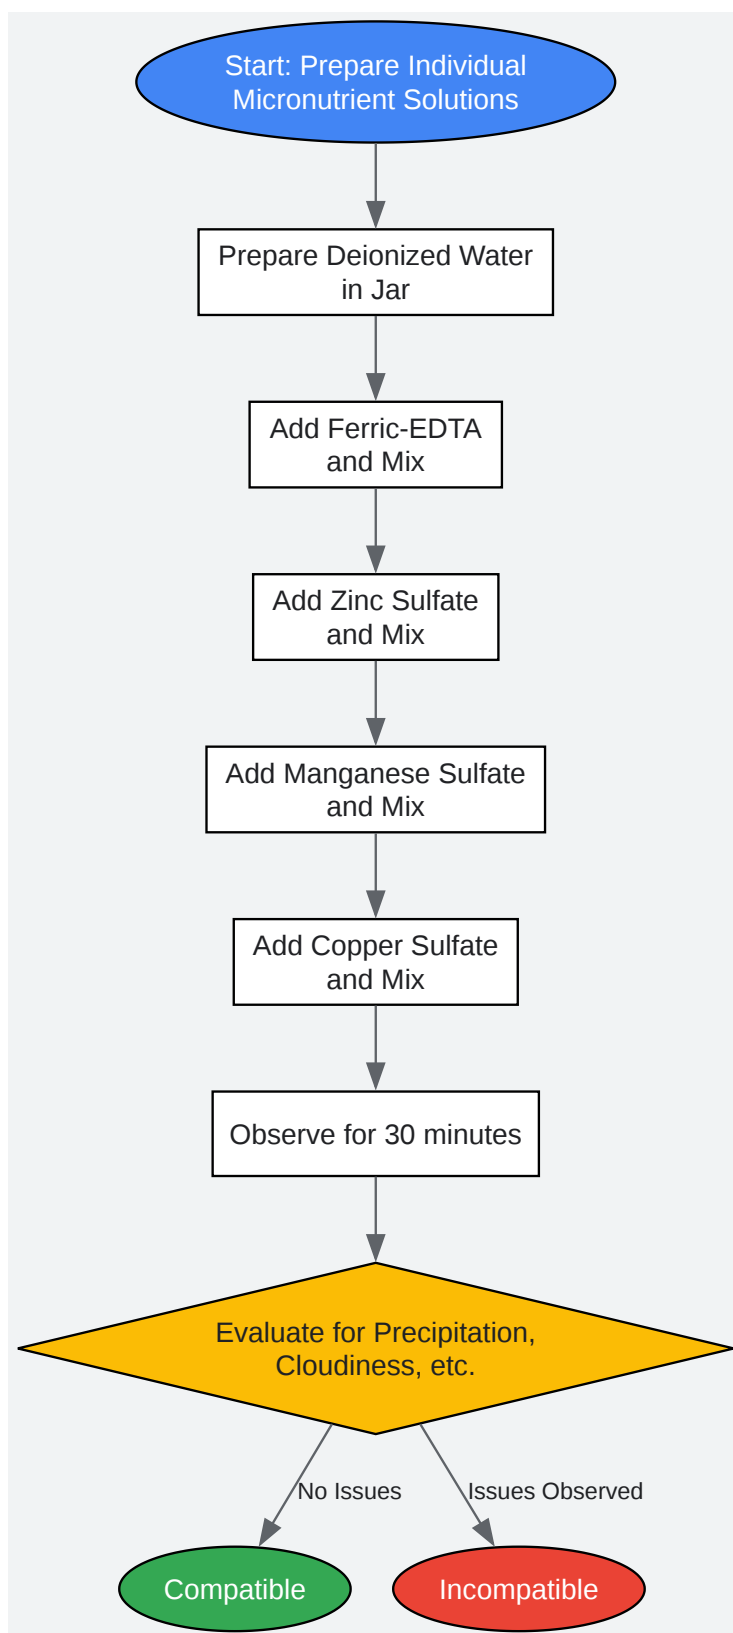 Start: Prepare Individual
Micronutrient Solutions
Prepare Deionized Water
in Jar
Add Ferric-EDTA
and Mix
Add Zinc Sulfate
and Mix
Add Manganese Sulfate
and Mix
Add Copper Sulfate
and Mix
Observe for 30 minutes
Evaluate for Precipitation,
Cloudiness, etc.
No Issues
Issues Observed
Compatible
Incompatible